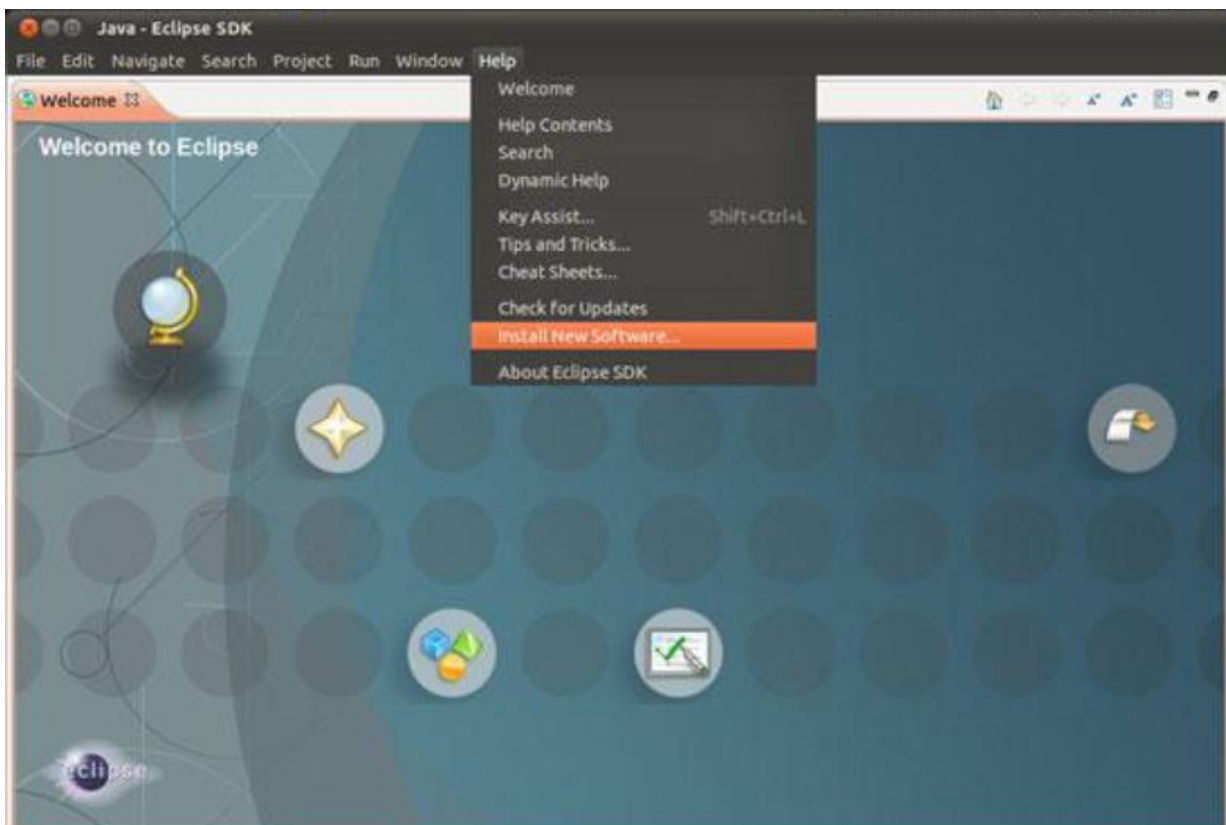 Java - Eclipse SDK
File Edit Navigate Search Project Run Window Help
Welcome
Welcome to Eclipse
Welcome
Help Contents
Search
Dynamic Help
Key Assist... Shift+Ctrl+L
Tips and Tricks...
Cheat Sheets...
Check for Updates
Install New Software...
About Eclipse SDK
eclipse